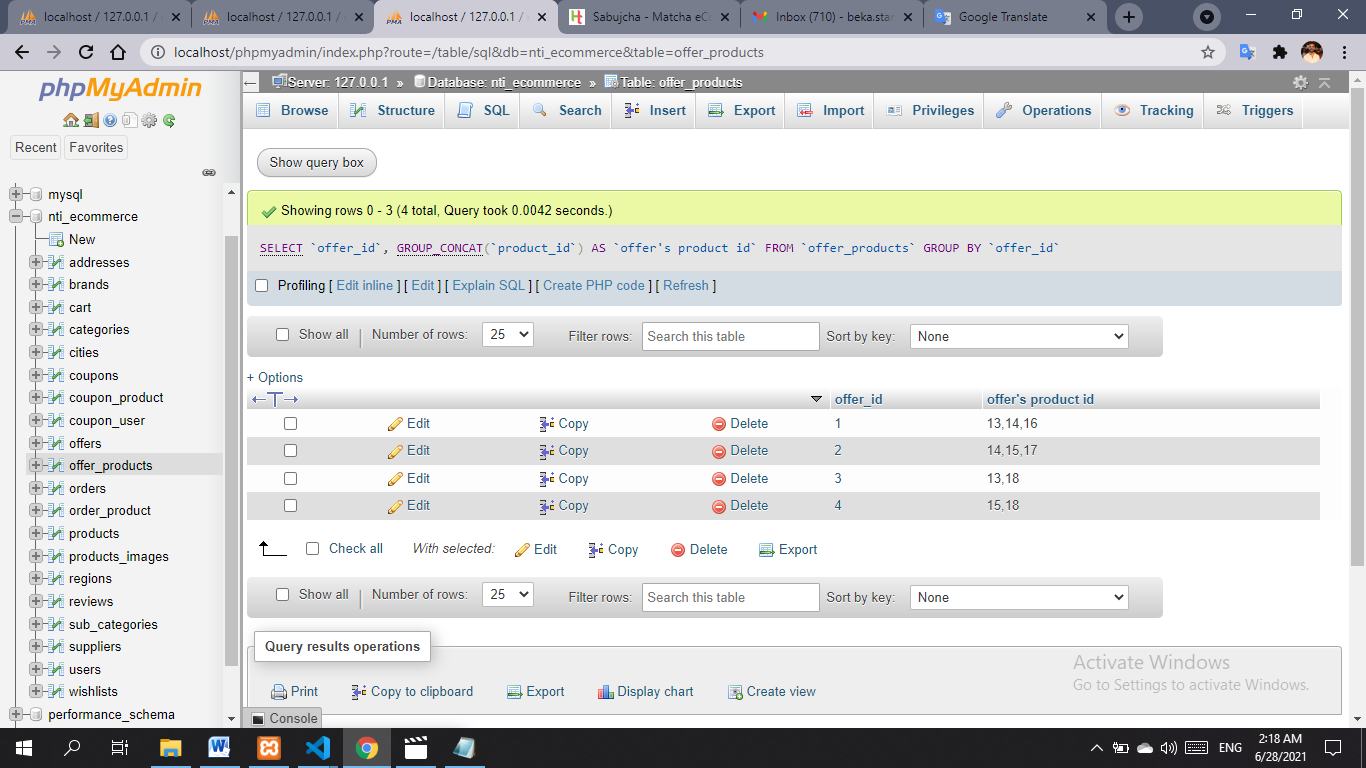 localhost / 127.0.0.1 / localhost / 127.0.0.1 / localhost / 127.0.0.1 / Sabujcha - Matcha eC Inbox (710) - beka.sta Google Translate
localhost/phpmyadmin/index.php?route=/table/sql&db=nti_ecommerce&table=offer_products
phpMyAdmin
Recent Favorites
mysql
nti_ecommerce
New
addresses
brands
cart
categories
cities
coupons
coupon_product
coupon_user
offers
offer_products
orders
order_product
products
products_images
regions
reviews
sub_categories
suppliers
users
wishlists
performance_schema
Server: 127.0.0.1 » Database: nti_ecommerce » Table: offer_products
Browse Structure SQL Search Insert Export Import Privileges Operations Tracking Triggers
Show query box
Showing rows 0 - 3 (4 total, Query took 0.0042 seconds.)
SELECT `offer_id`, GROUP_CONCAT(`product_id`) AS `offer's product id` FROM `offer_products` GROUP BY `offer_id`
Profiling [ Edit inline ] [ Edit ] [ Explain SQL ] [ Create PHP code ] [ Refresh ]
Show all Number of rows: 25 Filter rows: Search this table Sort by key: None
+ Options
←T→ offer_id offer's product id
Edit Copy Delete 1 13,14,16
Edit Copy Delete 2 14,15,17
Edit Copy Delete 3 13,18
Edit Copy Delete 4 15,18
Check all With selected: Edit Copy Delete Export
Show all Number of rows: 25 Filter rows: Search this table Sort by key: None
Query results operations
Print Copy to clipboard Export Display chart Create view
Activate Windows
Go to Settings to activate Windows.
Console
ENG 2:18 AM
6/28/2021